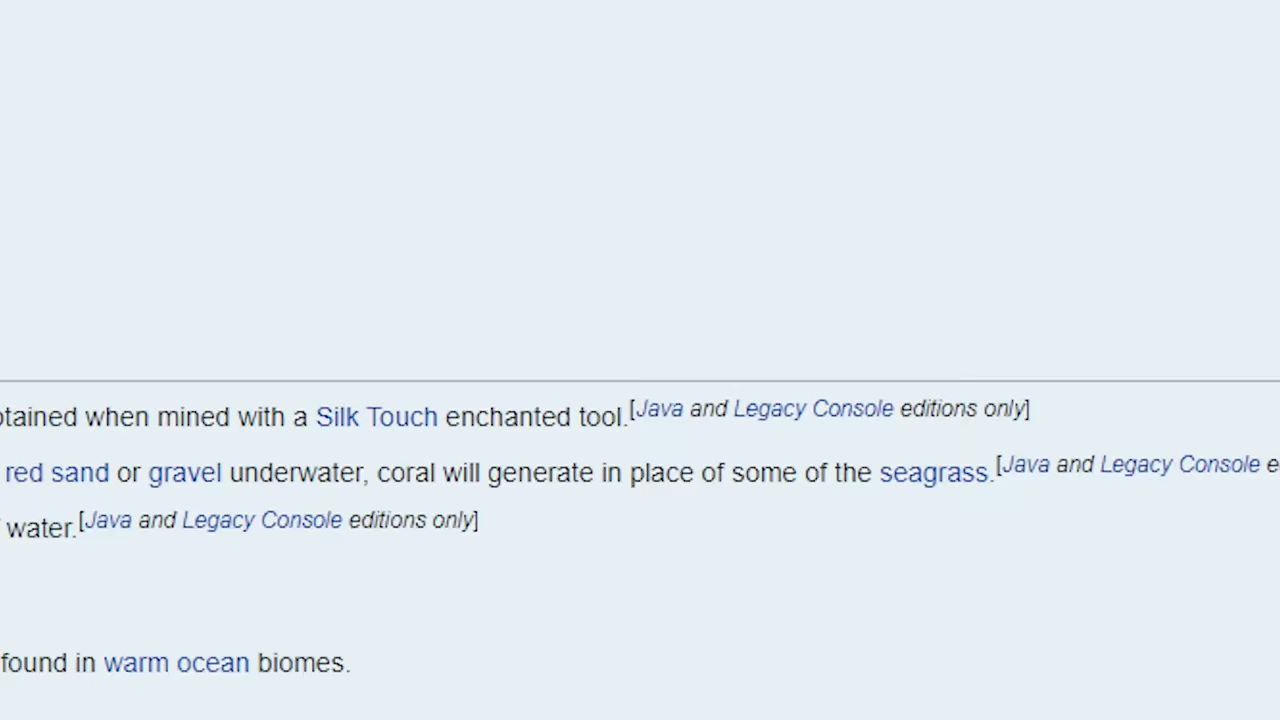 when mined with a Silk Touch enchanted tool.[Java and Legacy Console editions only]
red sand or gravel underwater, coral will generate in place of some of the seagrass.[Java and Legacy Console
water.[Java and Legacy Console editions only]
found in warm ocean biomes.